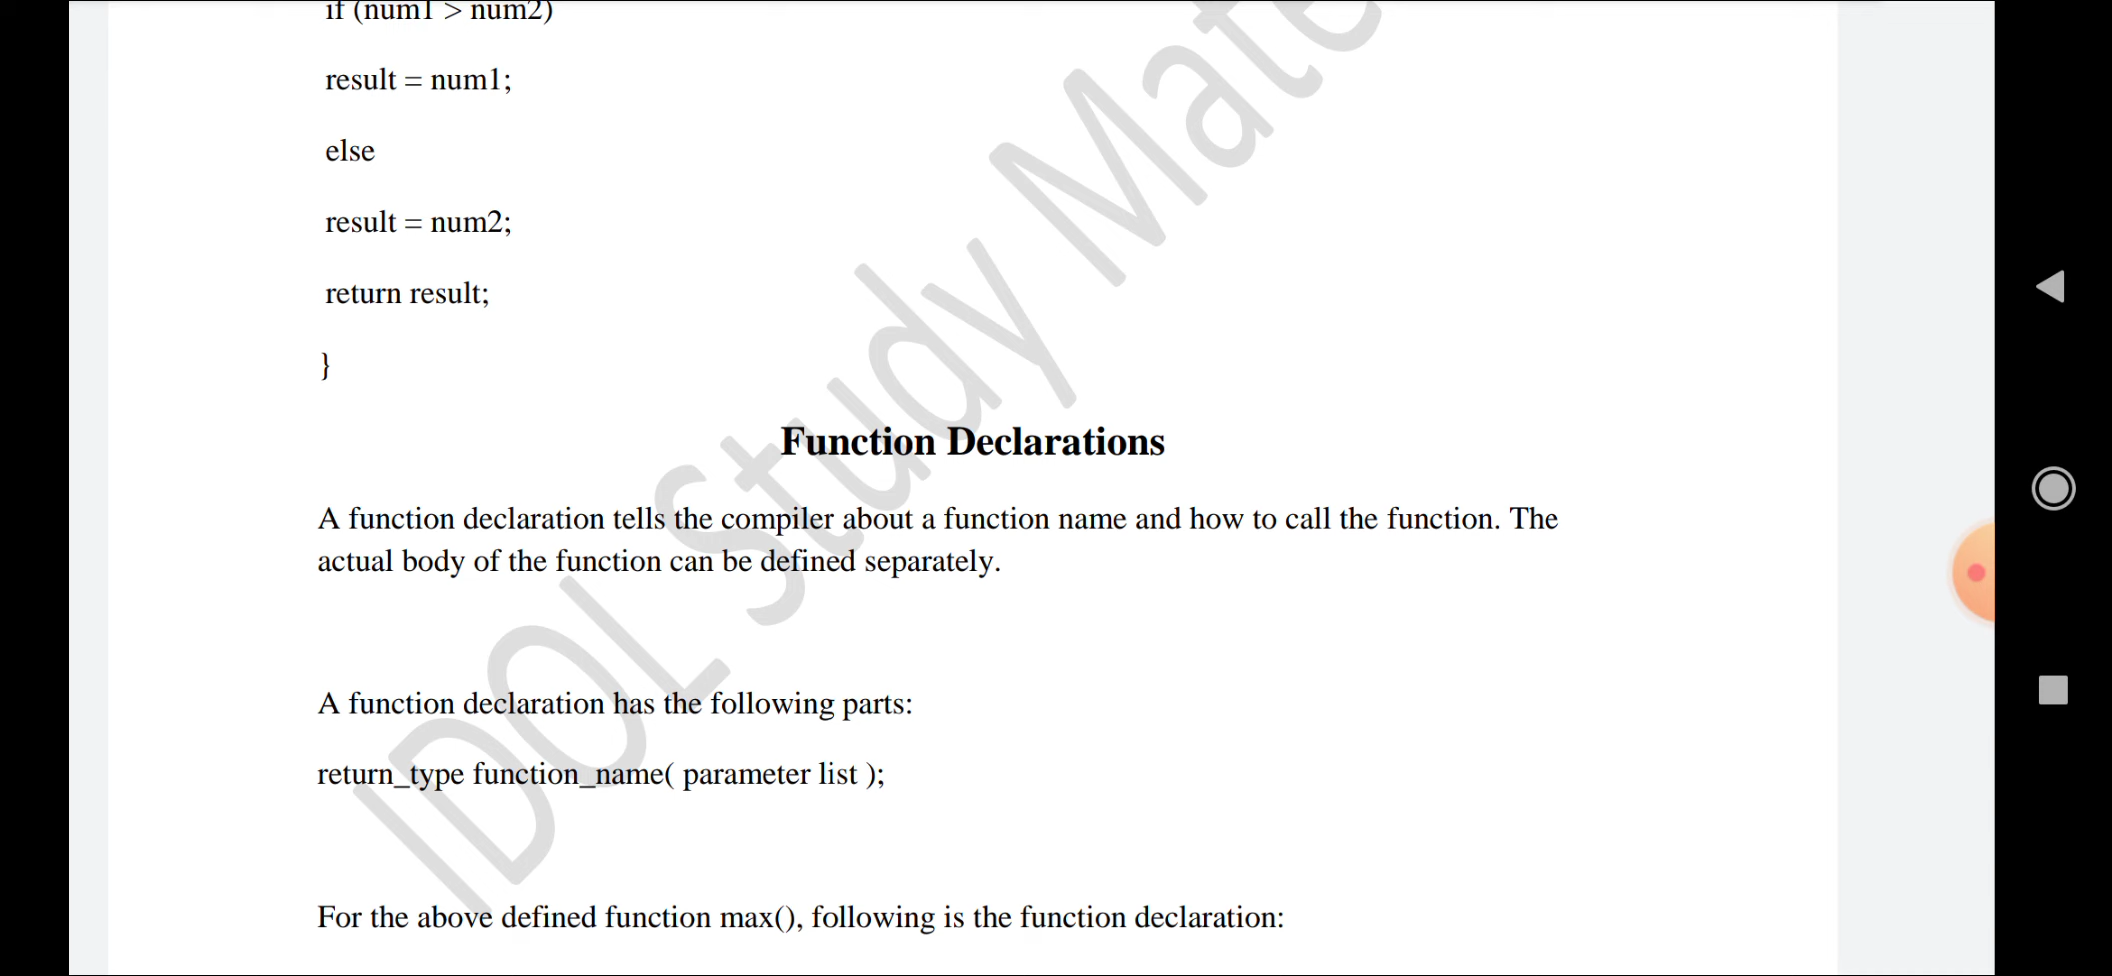 if (num1 > num2)
result = num1;
else
result = num2;
return result;
}
Function Declarations
A function declaration tells the compiler about a function name and how to call the function. The
actual body of the function can be defined separately.
A function declaration has the following parts:
return_type function_name( parameter list );
For the above defined function max(), following is the function declaration:
IDOL Study Mate